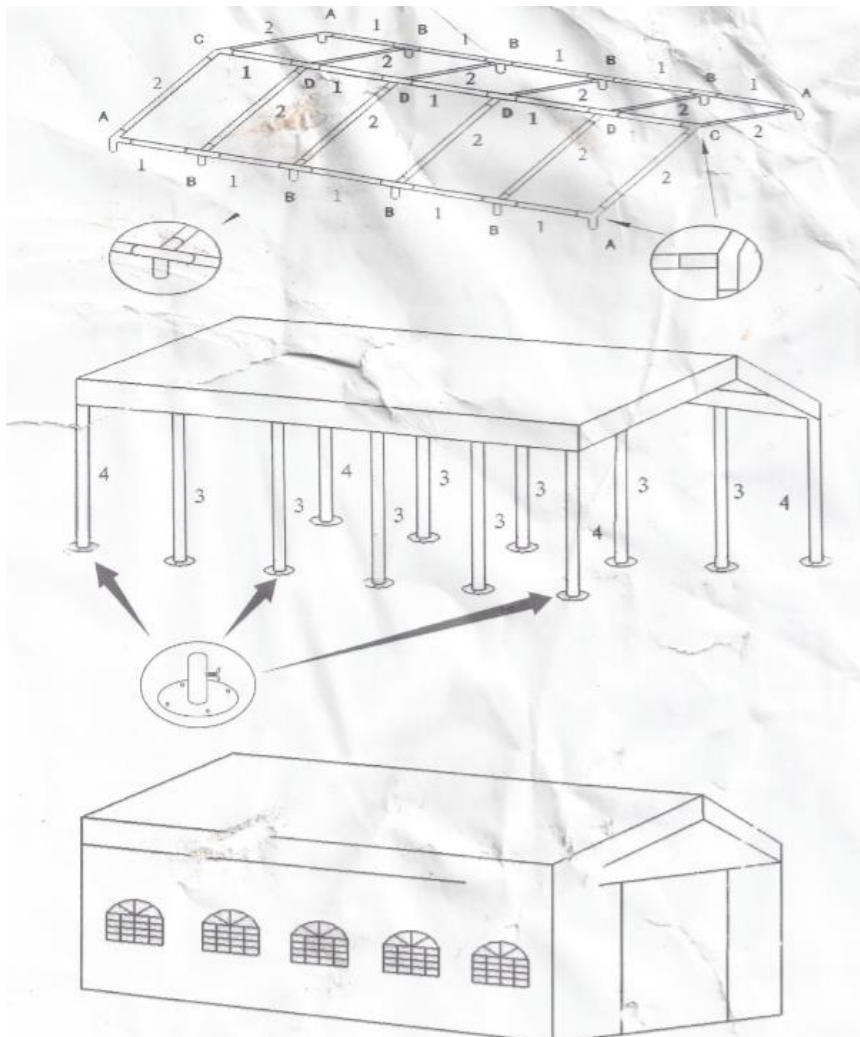 A
2 1 B
C 1 B
1 B
2 1 2 1
2 D 1 D 1 2 B 1 A
A 2 2 D 1 2 2
D 1 C 2
2 2
1 2
B 1 B 1
B 1 1
B A
4 4 3 3 3 3 4
3 3 3 3
4